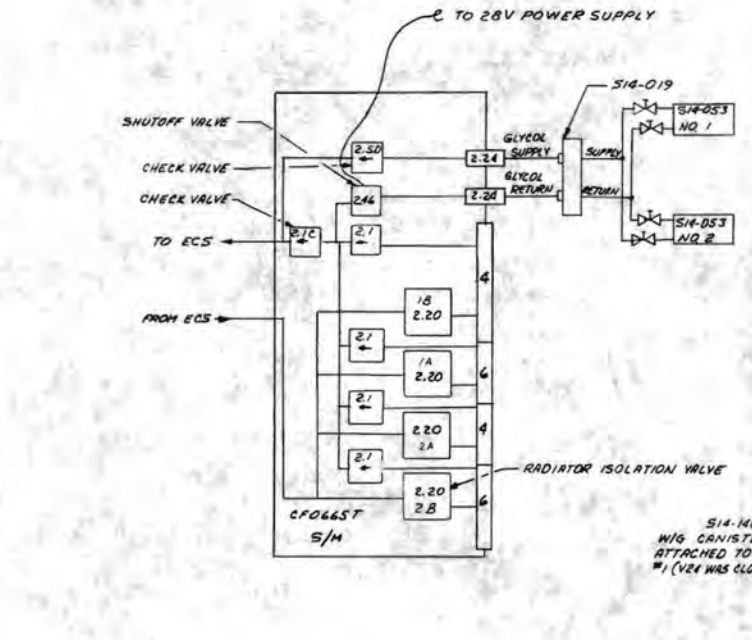 TO 28V POWER SUPPLY
S14-019
SHUTOFF VALVE
S14-053
NO. 1
GLYCOL
SUPPLY
SUPPLY
CHECK VALVE
2.5D
2.24
GLYCOL
RETURN
RETURN
CHECK VALVE
2.46
2.24
S14-053
NO. 2
TO ECS
2.1C
2.1
4
FROM ECS
1B
2.20
2.1
1A
2.20
6
2.1
2.20
2A
4
2.1
2.20
2B
6
RADIATOR ISOLATION VALVE
CF0665T
S/M
W/G CANIST
ATTACHED TO
#1 (V24 WAS CLO